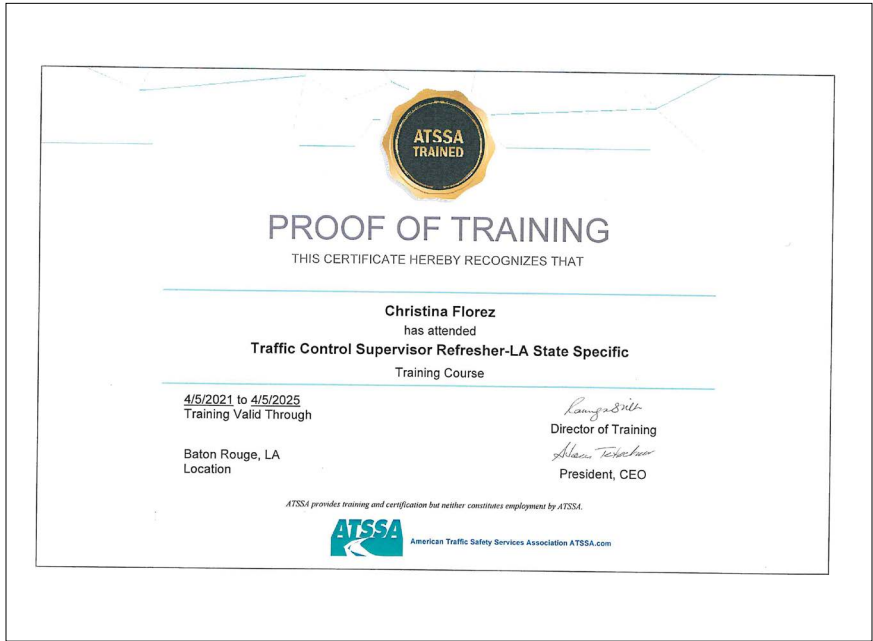 ATSSA
TRAINED
PROOF OF TRAINING
THIS CERTIFICATE HEREBY RECOGNIZES THAT
Christina Florez
has attended
Traffic Control Supervisor Refresher-LA State Specific
Training Course
4/5/2021 to 4/5/2025
Training Valid Through
Director of Training
Baton Rouge, LA
Location
President, CEO
ATSSA provides training and certification but neither constitutes employment by ATSSA.
ATSSA
American Traffic Safety Services Association ATSSA.com